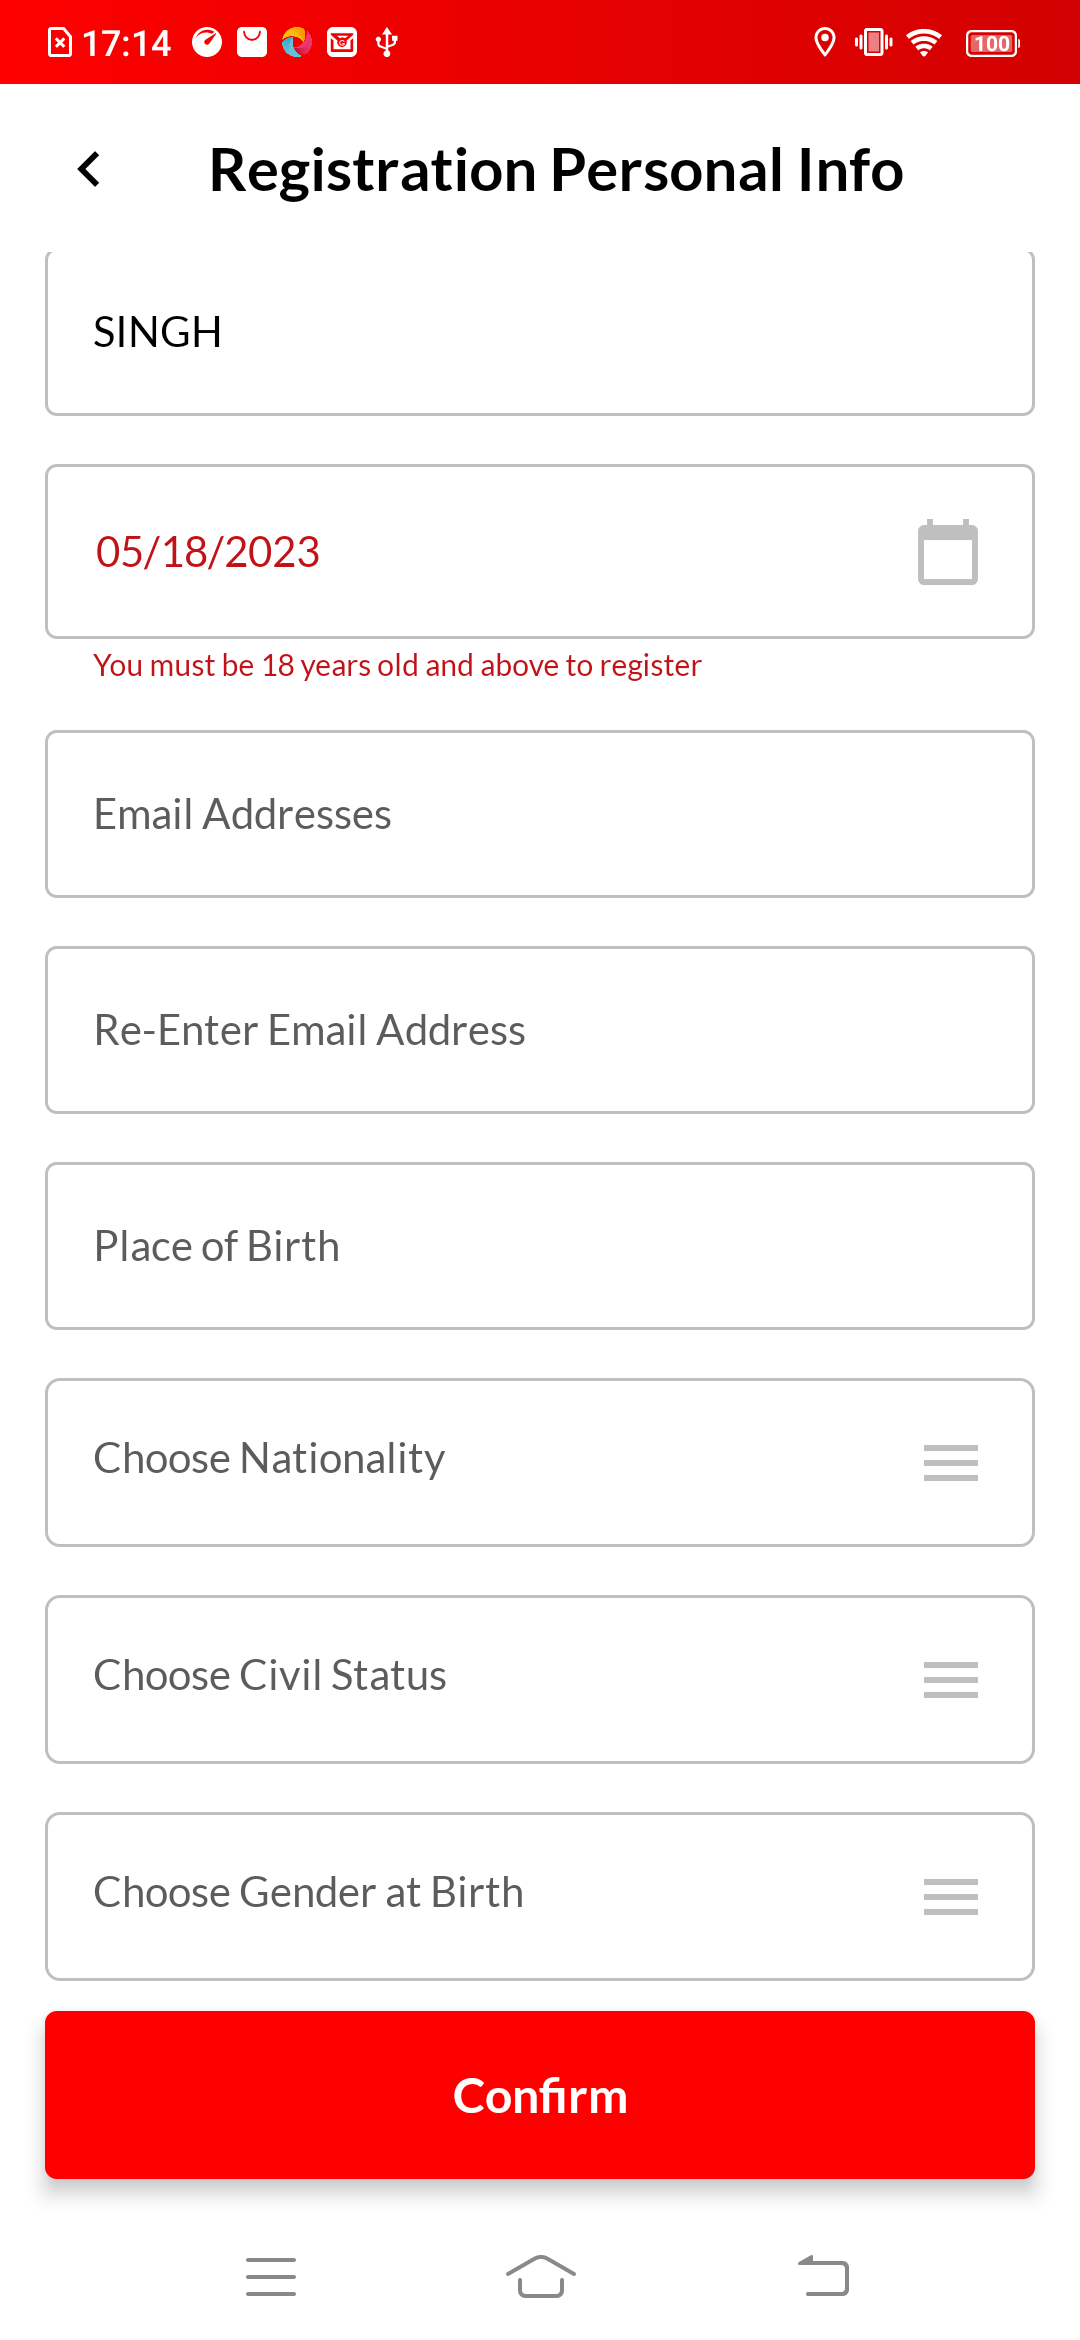 17:14
100
Registration Personal Info
SINGH
05/18/2023
You must be 18 years old and above to register
Email Addresses
Re-Enter Email Address
Place of Birth
Choose Nationality
Choose Civil Status
Choose Gender at Birth
Confirm